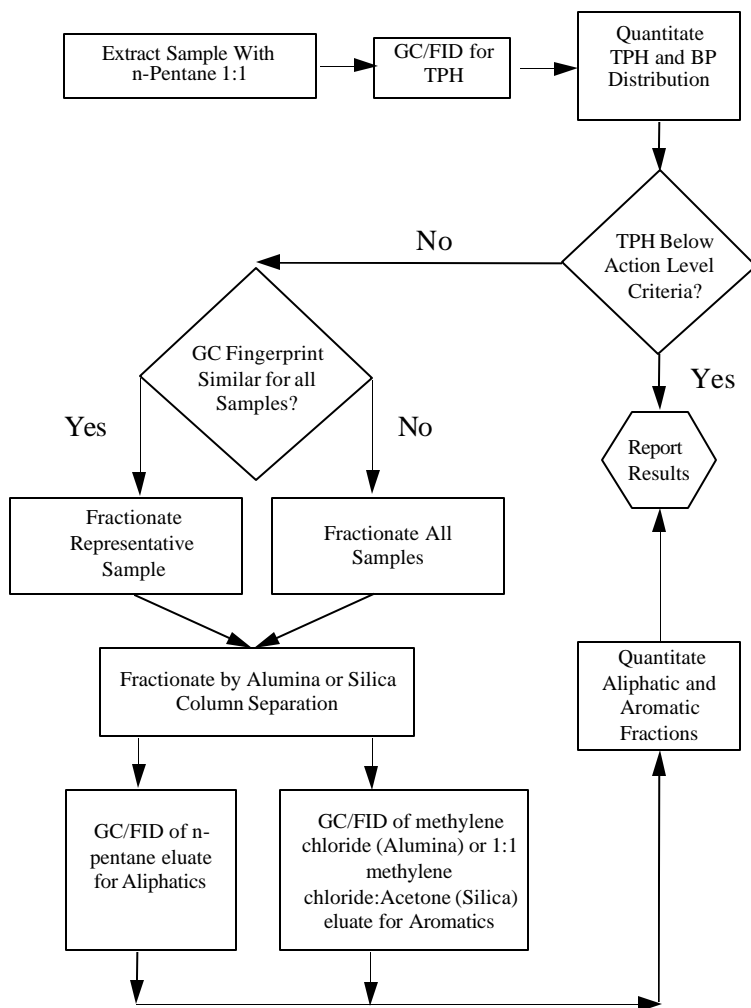 Extract Sample With
n-Pentane 1:1
GC/FID for
TPH
Quantitate
TPH and BP
Distribution
TPH Below
Action Level
Criteria?
No
Yes
GC Fingerprint
Similar for all
Samples?
Yes
No
Report
Results
Fractionate
Representative
Sample
Fractionate All
Samples
Fractionate by Alumina or Silica
Column Separation
Quantitate
Aliphatic and
Aromatic
Fractions
GC/FID of n-
pentane eluate
for Aliphatics
GC/FID of methylene
chloride (Alumina) or 1:1
methylene
chloride:Acetone (Silica)
eluate for Aromatics